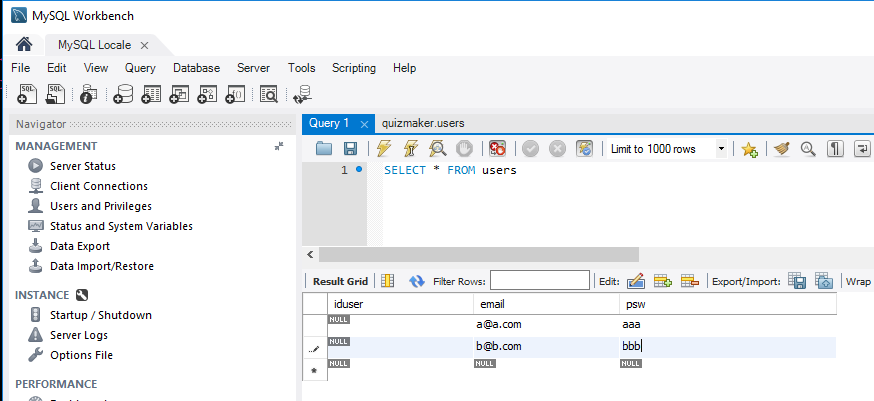 MySQL Workbench
MySQL Locale
File Edit View Query Database Server Tools Scripting Help
Navigator
MANAGEMENT
Server Status
Client Connections
Users and Privileges
Status and System Variables
Data Export
Data Import/Restore
INSTANCE
Startup / Shutdown
Server Logs
Options File
PERFORMANCE
Query 1 quizmaker.users
Limit to 1000 rows
1 SELECT * FROM users
Result Grid Filter Rows: Edit: Export/Import: Wrap
iduser email psw
NULL a@a.com aaa
NULL b@b.com bbb
NULL NULL NULL